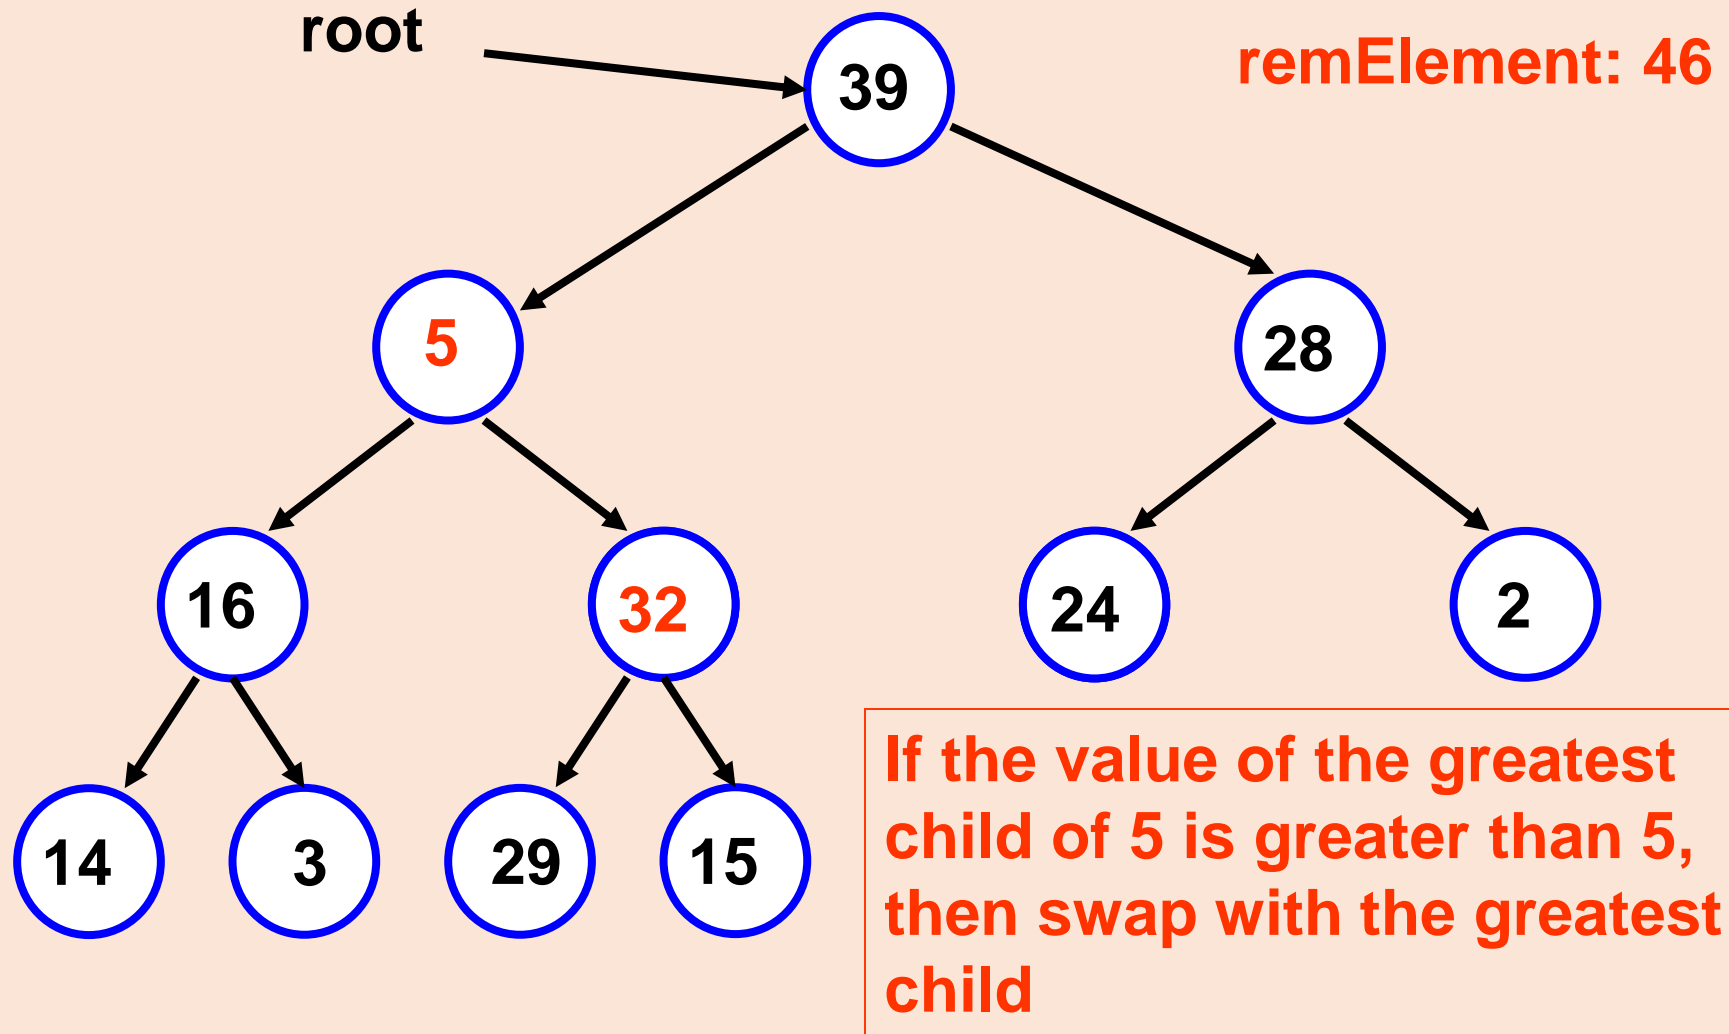 root
remElement: 46
39
5
28
16
32
24
2
14
3
29
15
If the value of the greatest
child of 5 is greater than 5,
then swap with the greatest
child